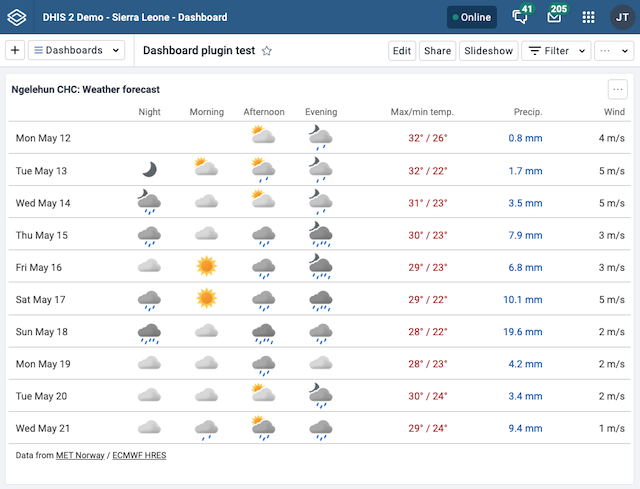 DHIS 2 Demo - Sierra Leone - Dashboard Online 41 205 JT
+ Dashboards Dashboard plugin test Edit Share Slideshow Filter ...
Ngelehun CHC: Weather forecast ...
Night Morning Afternoon Evening Max/min temp. Precip. Wind
Mon May 12 32° / 26° 0.8 mm 4 m/s
Tue May 13 32° / 22° 1.7 mm 5 m/s
Wed May 14 31° / 23° 3.5 mm 5 m/s
Thu May 15 30° / 23° 7.9 mm 3 m/s
Fri May 16 29° / 23° 6.8 mm 3 m/s
Sat May 17 29° / 22° 10.1 mm 5 m/s
Sun May 18 28° / 22° 19.6 mm 2 m/s
Mon May 19 28° / 23° 4.2 mm 2 m/s
Tue May 20 30° / 24° 3.4 mm 2 m/s
Wed May 21 29° / 24° 9.4 mm 1 m/s
Data from MET Norway / ECMWF HRES